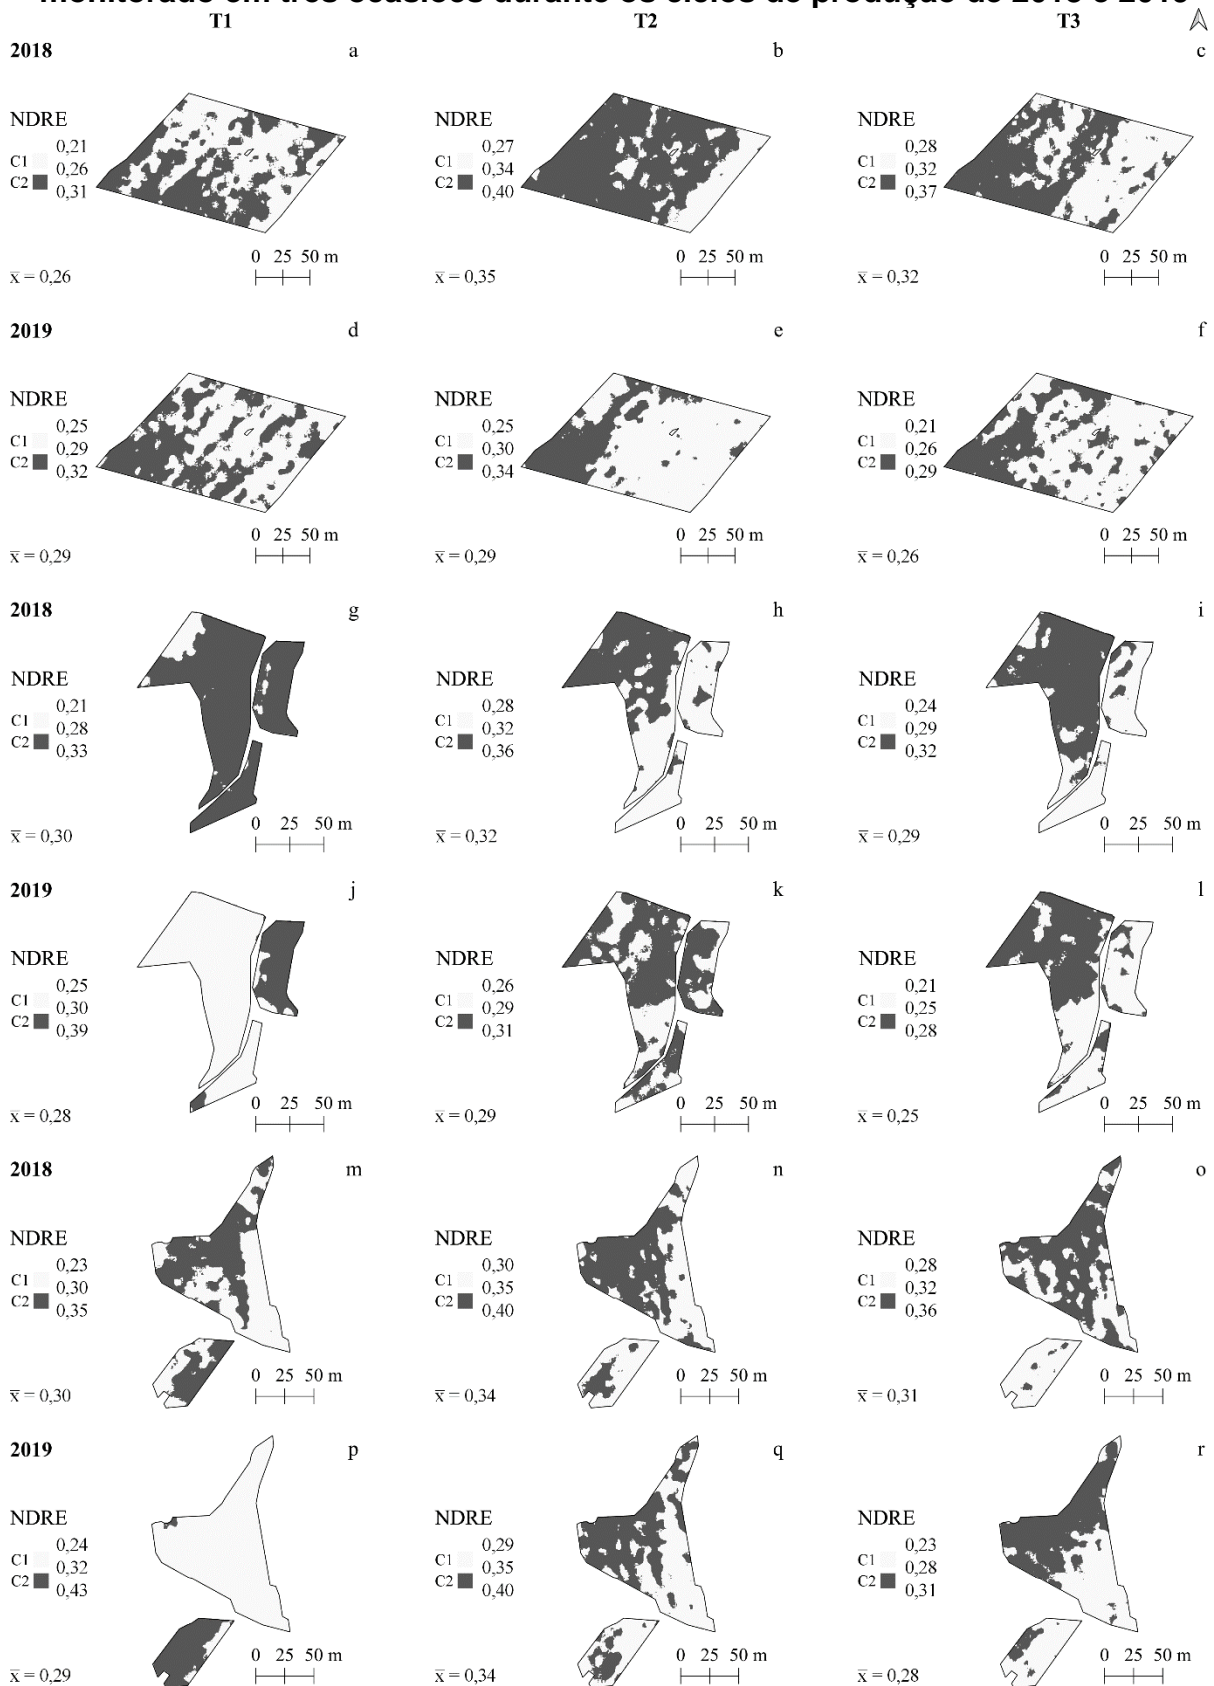 monitorado em três ocasiões durante os ciclos de produção de 2018 e 2019
T1 T2 T3
2018 a b c
NDRE NDRE NDRE
0,21 0,27 0,28
C1 0,26 C1 0,34 C1 0,32
C2 0,31 C2 0,40 C2 0,37
0 25 50 m 0 25 50 m 0 25 50 m
x̅ = 0,26 x̅ = 0,35 x̅ = 0,32
2019 d e f
NDRE NDRE NDRE
0,25 0,25 0,21
C1 0,29 C1 0,30 C1 0,26
C2 0,32 C2 0,34 C2 0,29
0 25 50 m 0 25 50 m 0 25 50 m
x̅ = 0,29 x̅ = 0,29 x̅ = 0,26
2018 g h i
NDRE NDRE NDRE
0,21 0,28 0,24
C1 0,28 C1 0,32 C1 0,29
C2 0,33 C2 0,36 C2 0,32
0 25 50 m 0 25 50 m 0 25 50 m
x̅ = 0,30 x̅ = 0,32 x̅ = 0,29
2019 j k l
NDRE NDRE NDRE
0,25 0,26 0,21
C1 0,30 C1 0,29 C1 0,25
C2 0,39 C2 0,31 C2 0,28
0 25 50 m 0 25 50 m 0 25 50 m
x̅ = 0,28 x̅ = 0,29 x̅ = 0,25
2018 m n o
NDRE NDRE NDRE
0,23 0,30 0,28
C1 0,30 C1 0,35 C1 0,32
C2 0,35 C2 0,40 C2 0,36
0 25 50 m 0 25 50 m 0 25 50 m
x̅ = 0,30 x̅ = 0,34 x̅ = 0,31
2019 p q r
NDRE NDRE NDRE
0,24 0,29 0,23
C1 0,32 C1 0,35 C1 0,28
C2 0,43 C2 0,40 C2 0,31
0 25 50 m 0 25 50 m 0 25 50 m
x̅ = 0,29 x̅ = 0,34 x̅ = 0,28